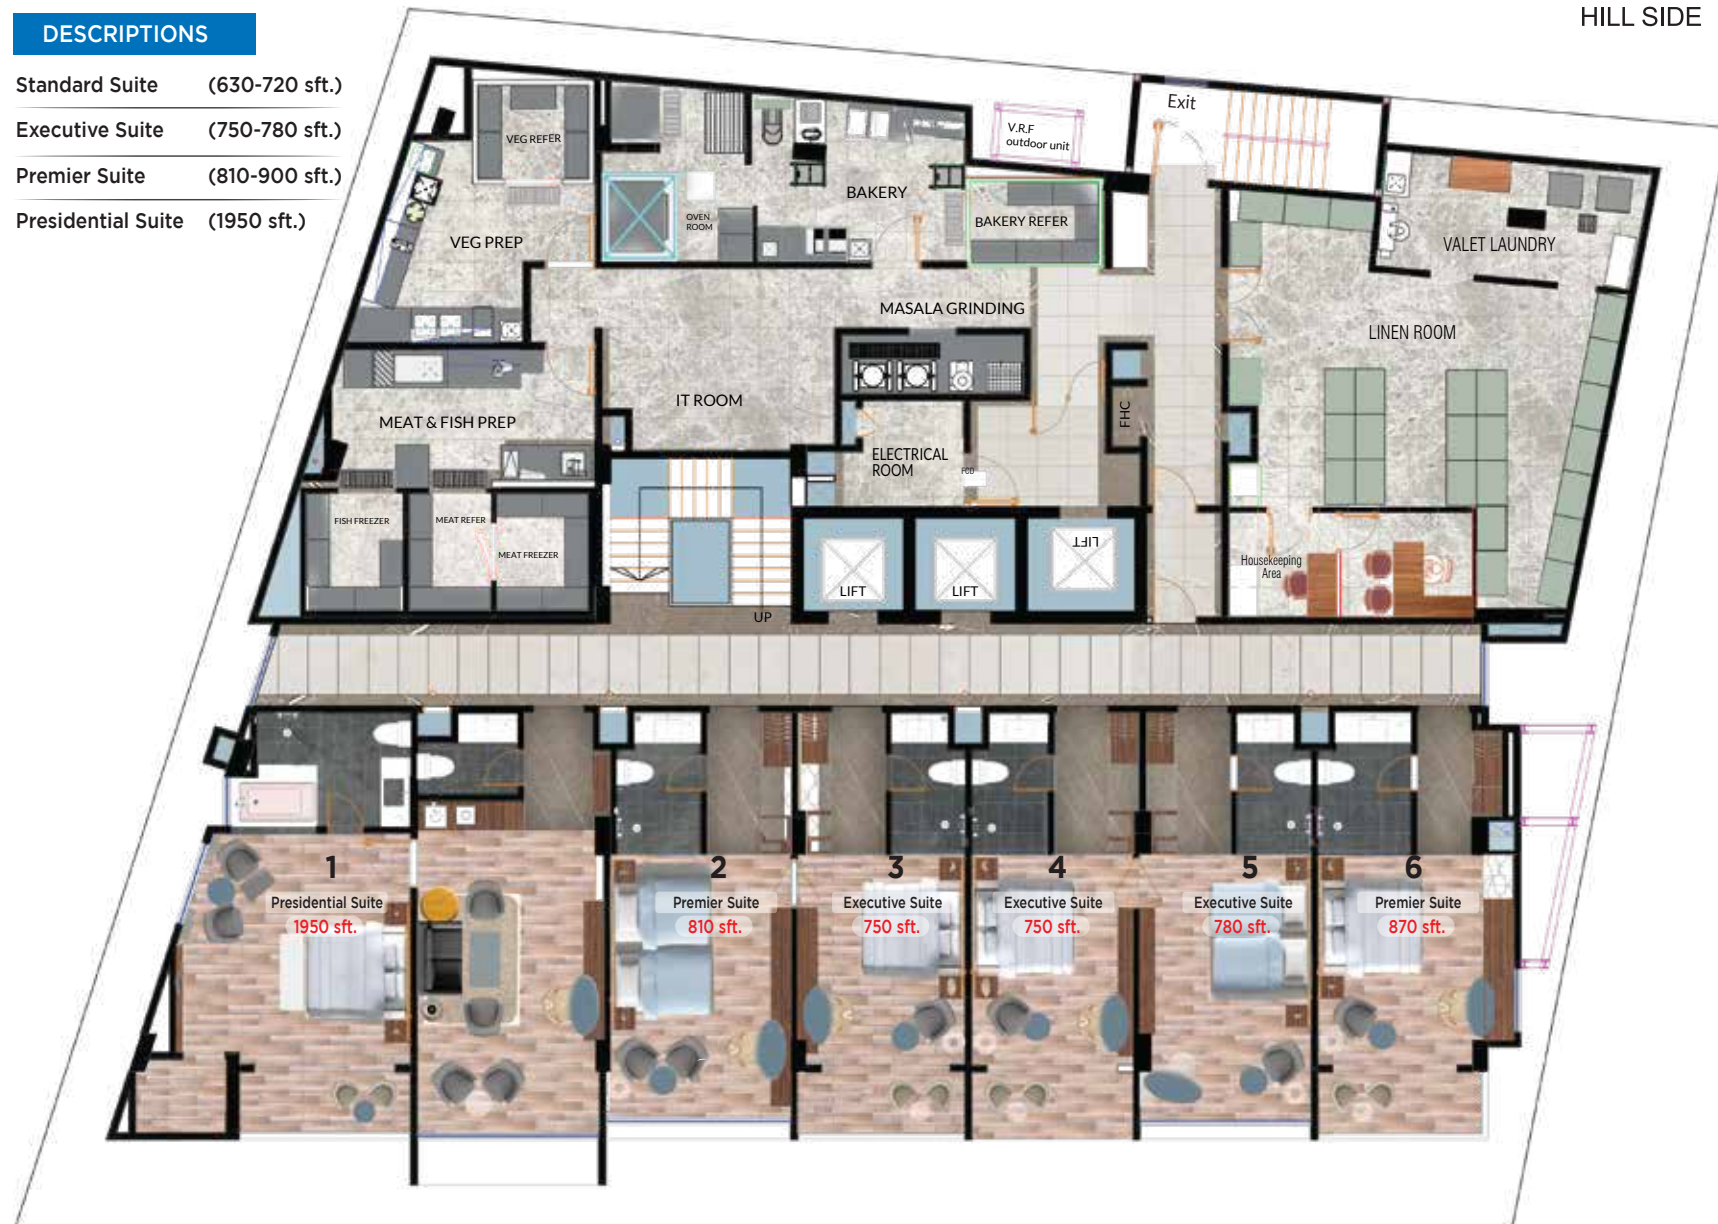 HILL SIDE
DESCRIPTIONS
Standard Suite (630-720 sft.)
Executive Suite (750-780 sft.)
Premier Suite (810-900 sft.)
Presidential Suite (1950 sft.)
Exit
V.R.F
outdoor unit
VEG REFER
BAKERY
OVEN
ROOM
BAKERY REFER
VEG PREP
VALET LAUNDRY
MASALA GRINDING
LINEN ROOM
IT ROOM
MEAT & FISH PREP
FHC
ELECTRICAL
ROOM
FCD
FISH FREEZER
MEAT REFER
MEAT FREEZER
LIFT
LIFT
LIFT
Housekeeping
Area
UP
1
Presidential Suite
1950 sft.
2
Premier Suite
810 sft.
3
Executive Suite
750 sft.
4
Executive Suite
750 sft.
5
Executive Suite
780 sft.
6
Premier Suite
870 sft.